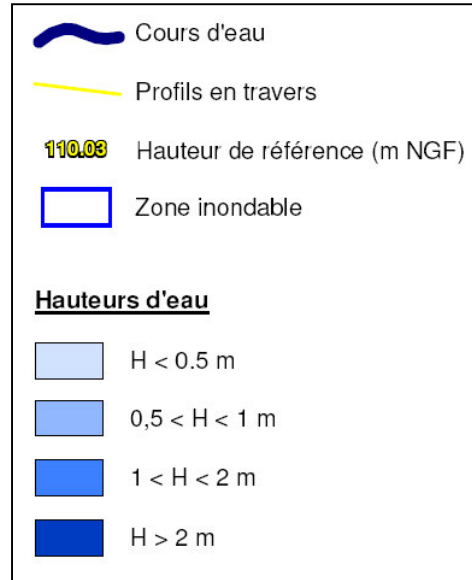 Cours d'eau
Profils en travers
110.03 Hauteur de référence (m NGF)
Zone inondable
Hauteurs d'eau
H < 0.5 m
0,5 < H < 1 m
1 < H < 2 m
H > 2 m